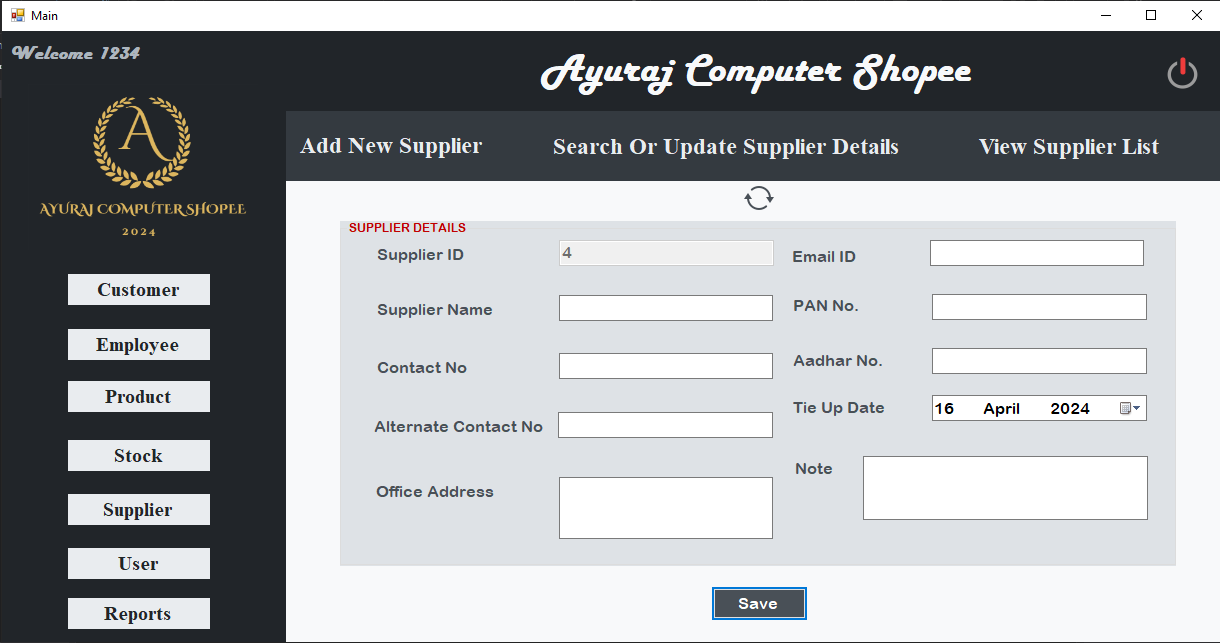 Main
Welcome 1234
Ayuraj Computer Shopee
A
AYURAJ COMPUTER SHOPEE
2024
Add New Supplier
Search Or Update Supplier Details
View Supplier List
Customer
Employee
Product
Stock
Supplier
User
Reports
SUPPLIER DETAILS
Supplier ID
4
Email ID
Supplier Name
PAN No.
Contact No
Aadhar No.
Tie Up Date
16 April 2024
Alternate Contact No
Note
Office Address
Save